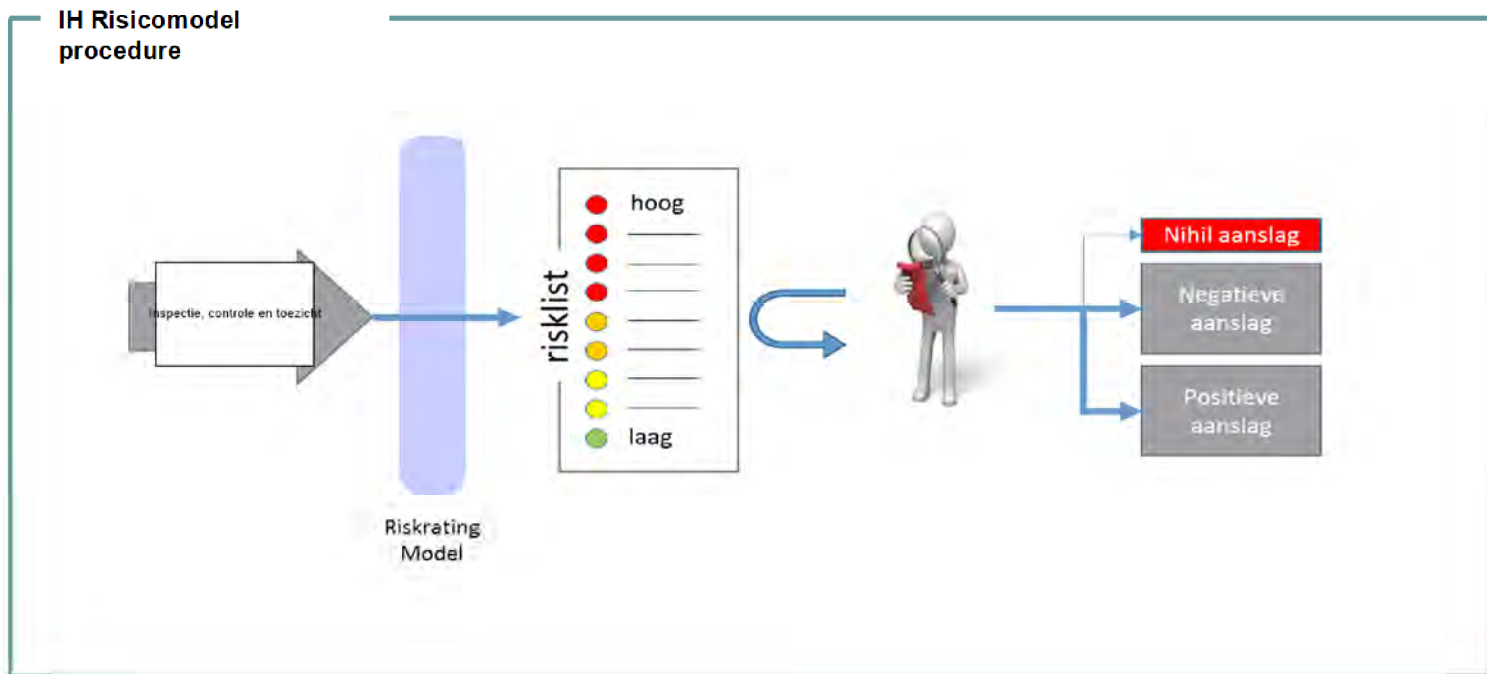 IH Risicomodel
procedure
Inspectie, controle en toezicht
Riskrating
Model
risklist
hoog
laag
Nihil aanslag
Negatieve
aanslag
Positieve
aanslag